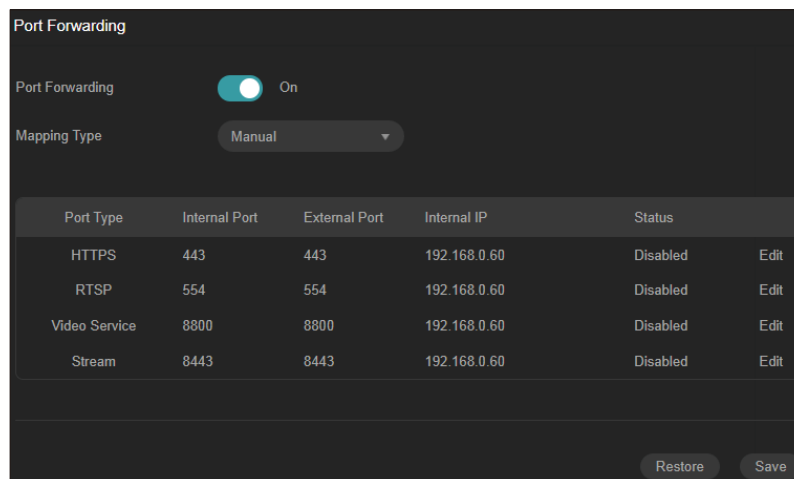 Port Forwarding
Port Forwarding On
Mapping Type Manual
Port Type Internal Port External Port Internal IP Status
HTTPS 443 443 192.168.0.60 Disabled Edit
RTSP 554 554 192.168.0.60 Disabled Edit
Video Service 8800 8800 192.168.0.60 Disabled Edit
Stream 8443 8443 192.168.0.60 Disabled Edit
Restore Save